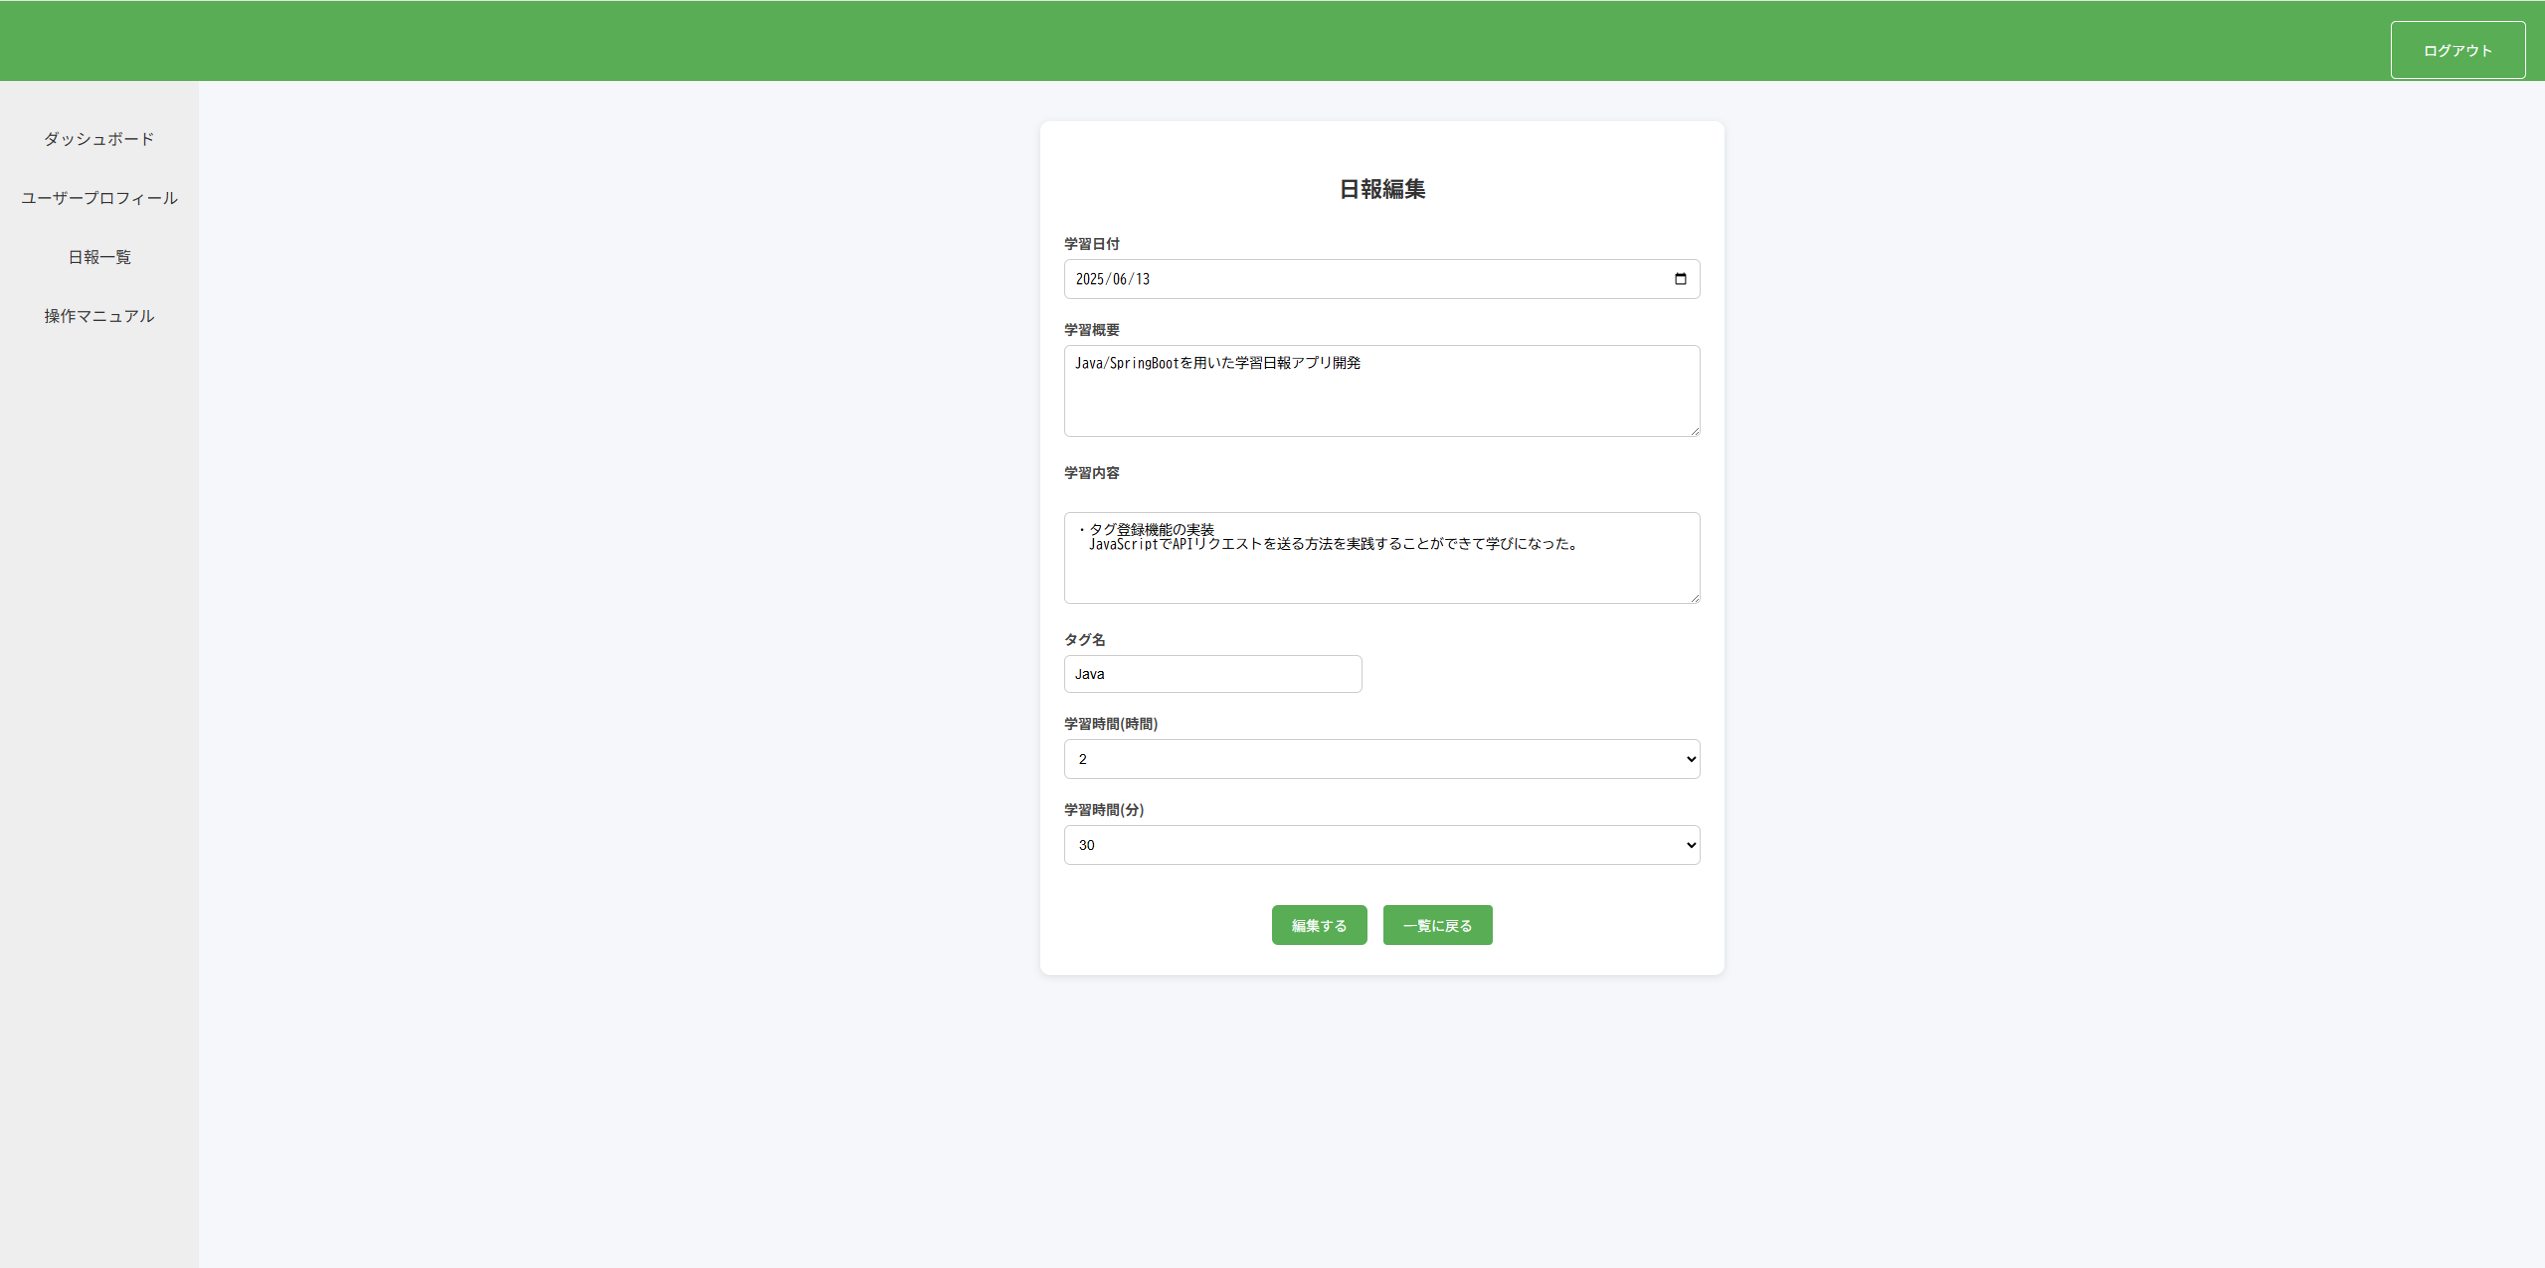 ログアウト
ダッシュボード
ユーザープロフィール
日報一覧
操作マニュアル
日報編集
学習日付
2025/06/13
学習概要
Java/SpringBootを用いた学習日報アプリ開発
学習内容
・タグ登録機能の実装
JavaScriptでAPIリクエストを送る方法を実践することができて学びになった。
タグ名
Java
学習時間(時間)
2
学習時間(分)
30
編集する
一覧に戻る